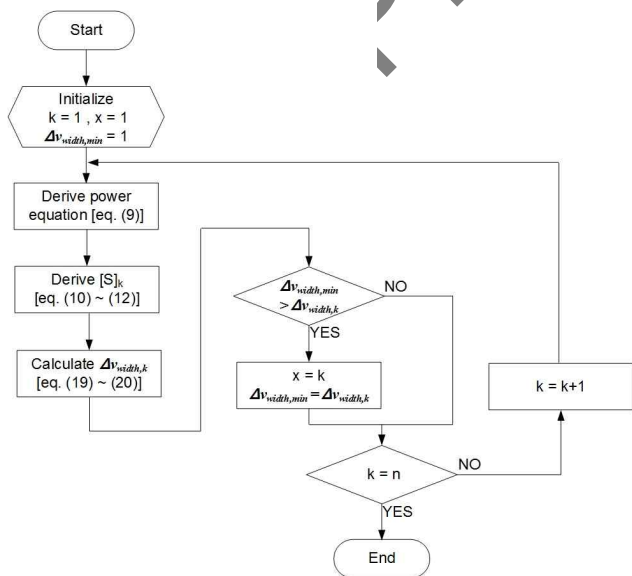 Start
Initialize
k = 1 , x = 1
Δv_width,min = 1
Derive power
equation [eq. (9)]
Derive [S]k
[eq. (10) ~ (12)]
Calculate Δv_width,k
[eq. (19) ~ (20)]
Δv_width,min
> Δv_width,k
NO
YES
x = k
Δv_width,min = Δv_width,k
k = k+1
k = n
NO
YES
End